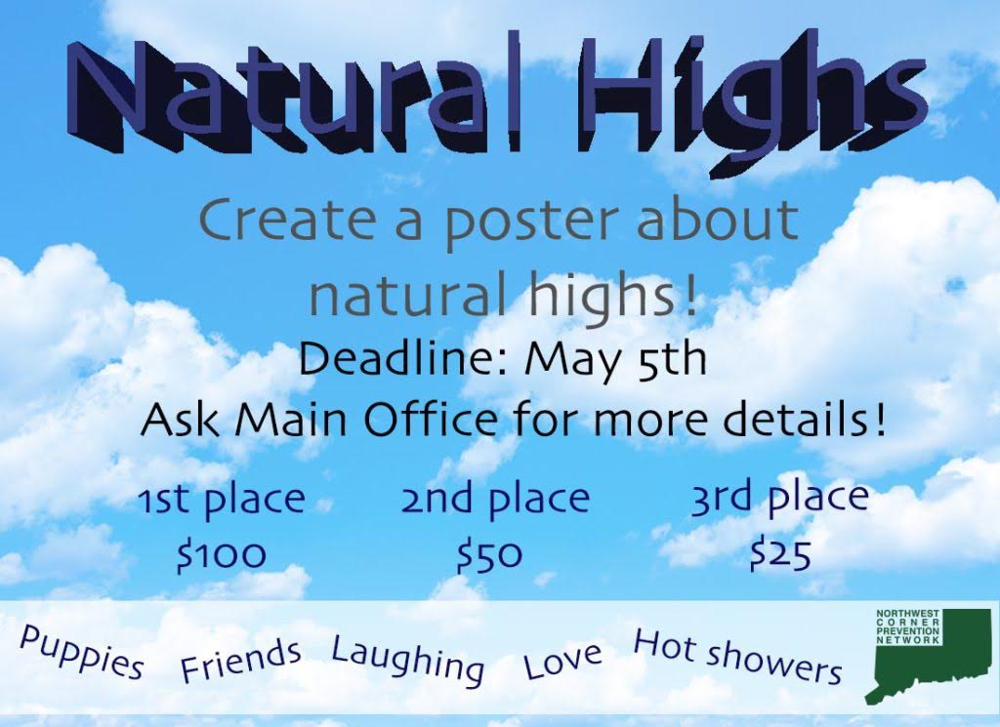 Natural Highs
Create a poster about
natural highs!
Deadline: May 5th
Ask Main Office for more details!
1st place 2nd place 3rd place
$100 $50 $25
Puppies Friends Laughing Love Hot showers
NORTHWEST
CORNER
PREVENTION
NETWORK